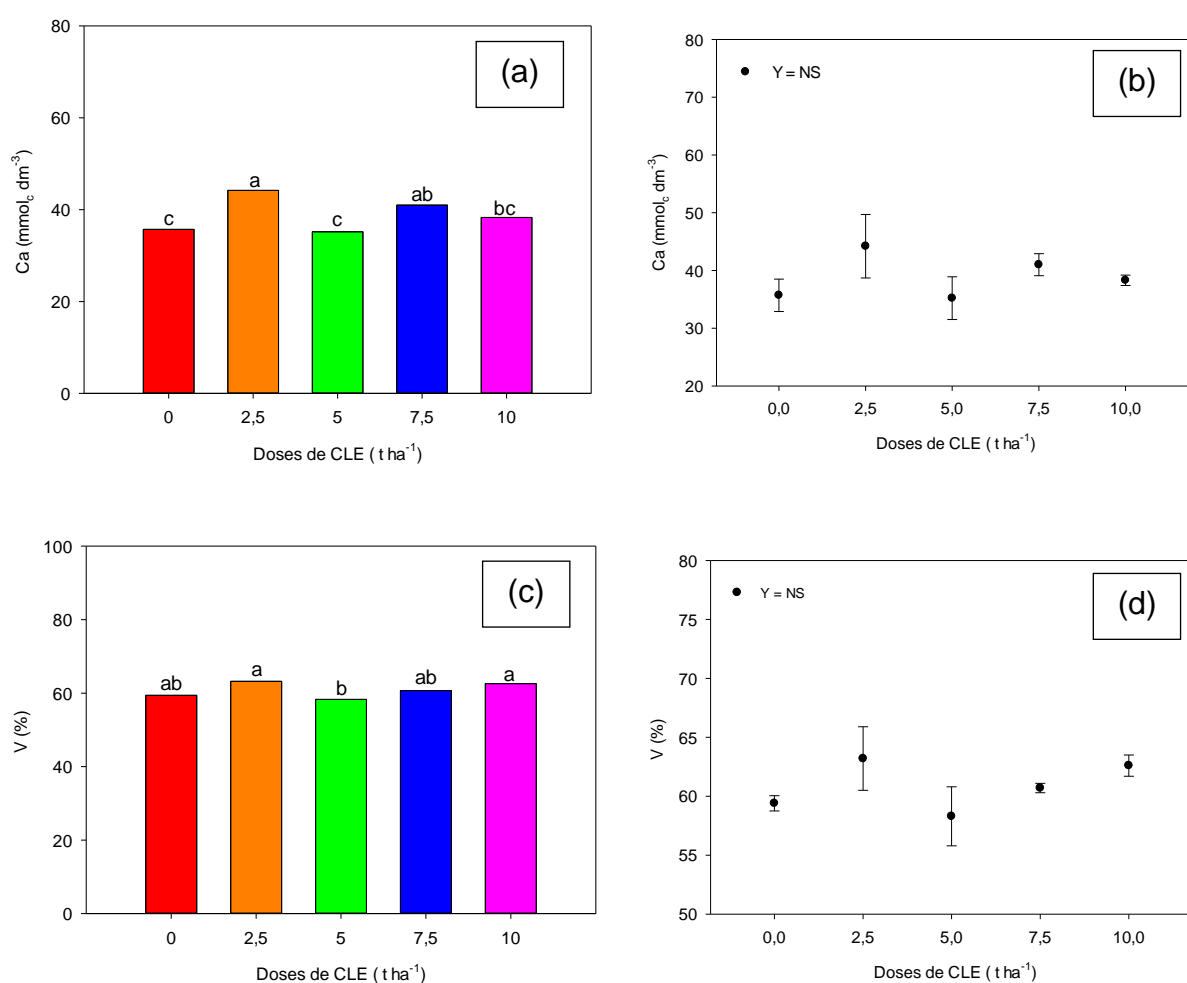 (a)
80
60
40
20
0
Ca (mmol_c dm^-3)
c
a
c
ab
bc
0 2,5 5 7,5 10
Doses de CLE ( t ha^-1)
(b)
Y = NS
80
70
60
50
40
30
20
Ca (mmol_c dm^-3)
0,0 2,5 5,0 7,5 10,0
Doses de CLE ( t ha^-1)
(c)
100
80
60
40
20
0
V (%)
ab
a
b
ab
a
0 2,5 5 7,5 10
Doses de CLE ( t ha^-1)
(d)
Y = NS
80
75
70
65
60
55
50
V (%)
0,0 2,5 5,0 7,5 10,0
Doses de CLE ( t ha^-1)